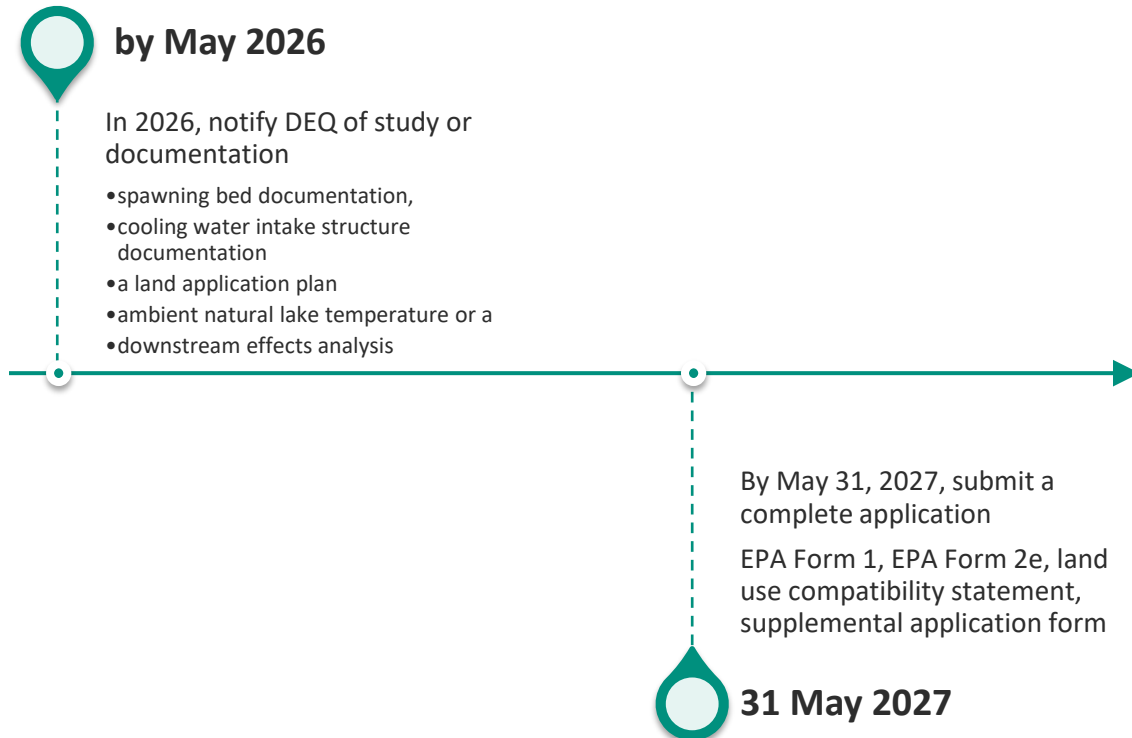 by May 2026
In 2026, notify DEQ of study or
documentation
•spawning bed documentation,
•cooling water intake structure
documentation
•a land application plan
•ambient natural lake temperature or a
•downstream effects analysis
By May 31, 2027, submit a
complete application
EPA Form 1, EPA Form 2e, land
use compatibility statement,
supplemental application form
31 May 2027